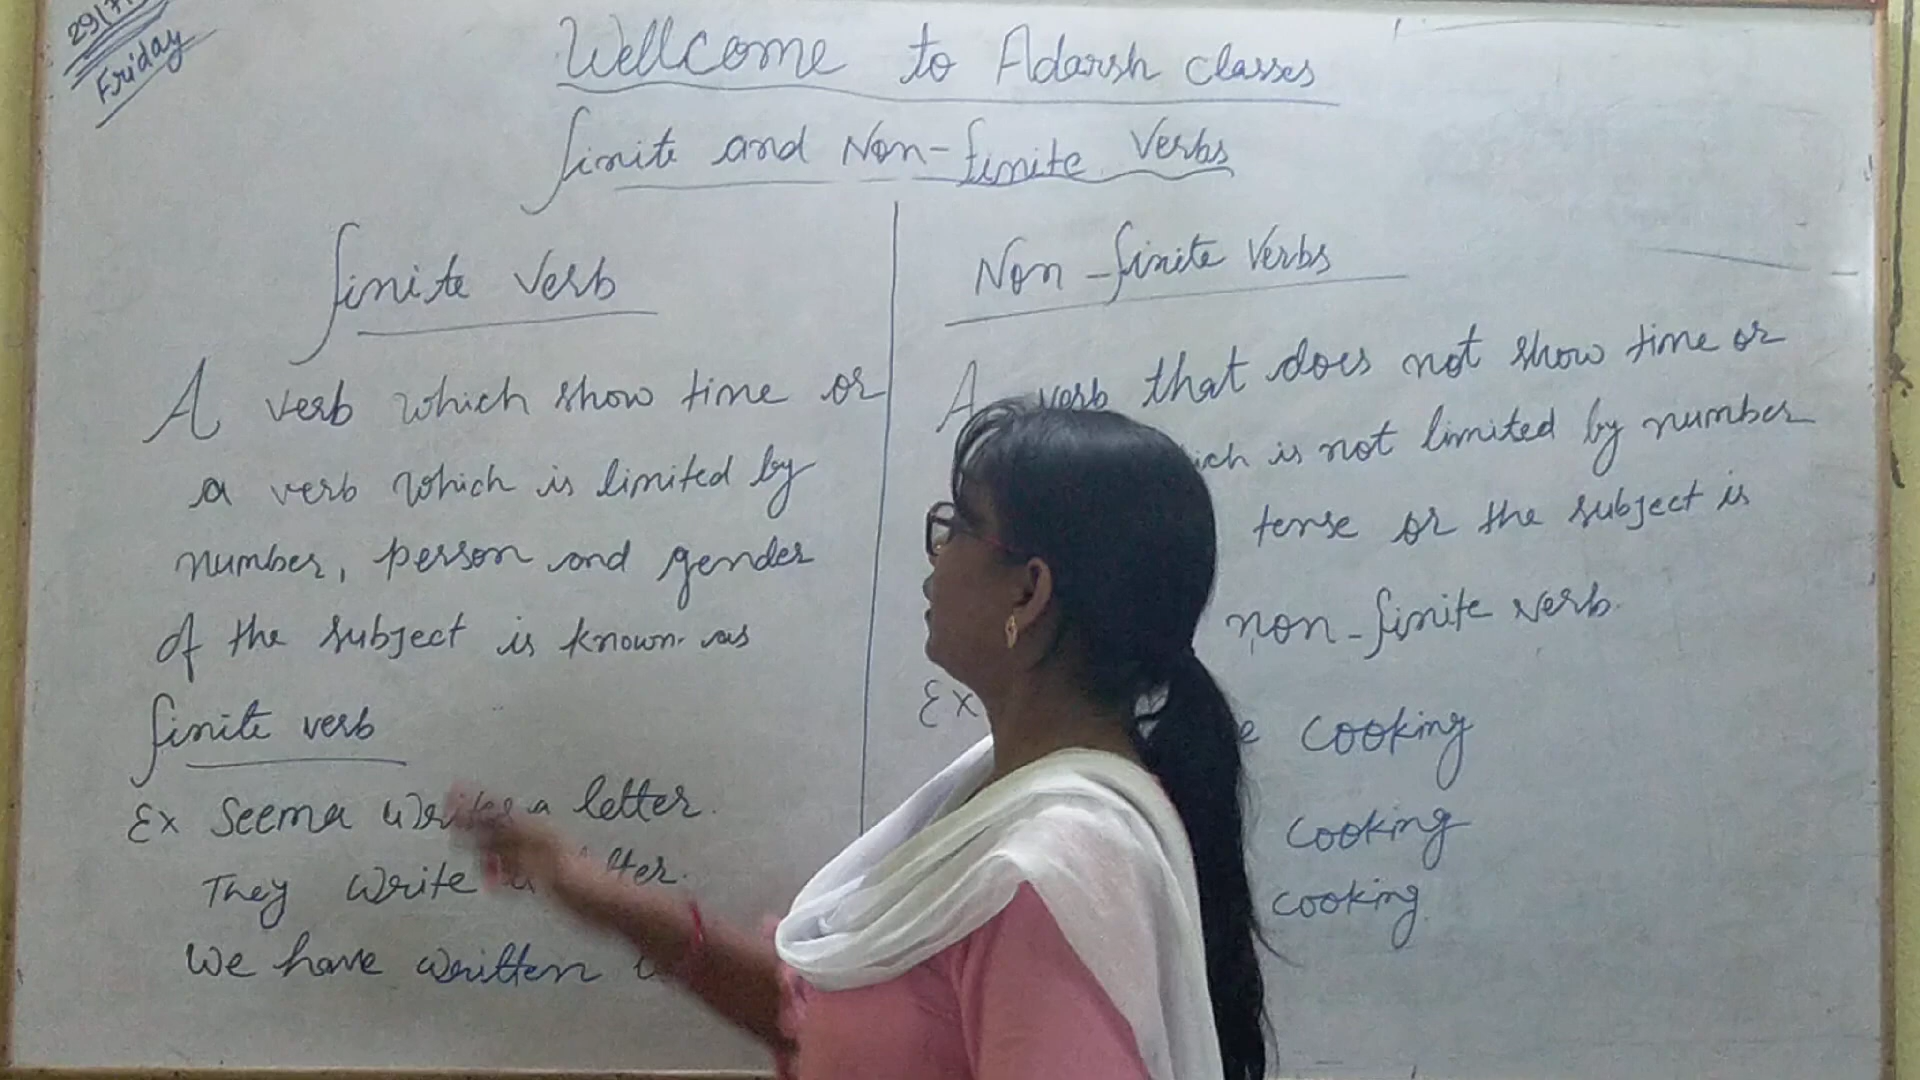 Friday
Wellcome to Adarsh classes
finite and Non-finite Verbs
finite verb
A verb which show time or
a verb which is limited by
number, person and gender
of the subject is known as
finite verb
Ex Seema writes a letter.
They write a letter.
We have written
Non-finite Verbs
A verb that does not show time or
is not limited by number
tense or the subject is
non-finite verb.
Ex cooking
cooking
cooking.